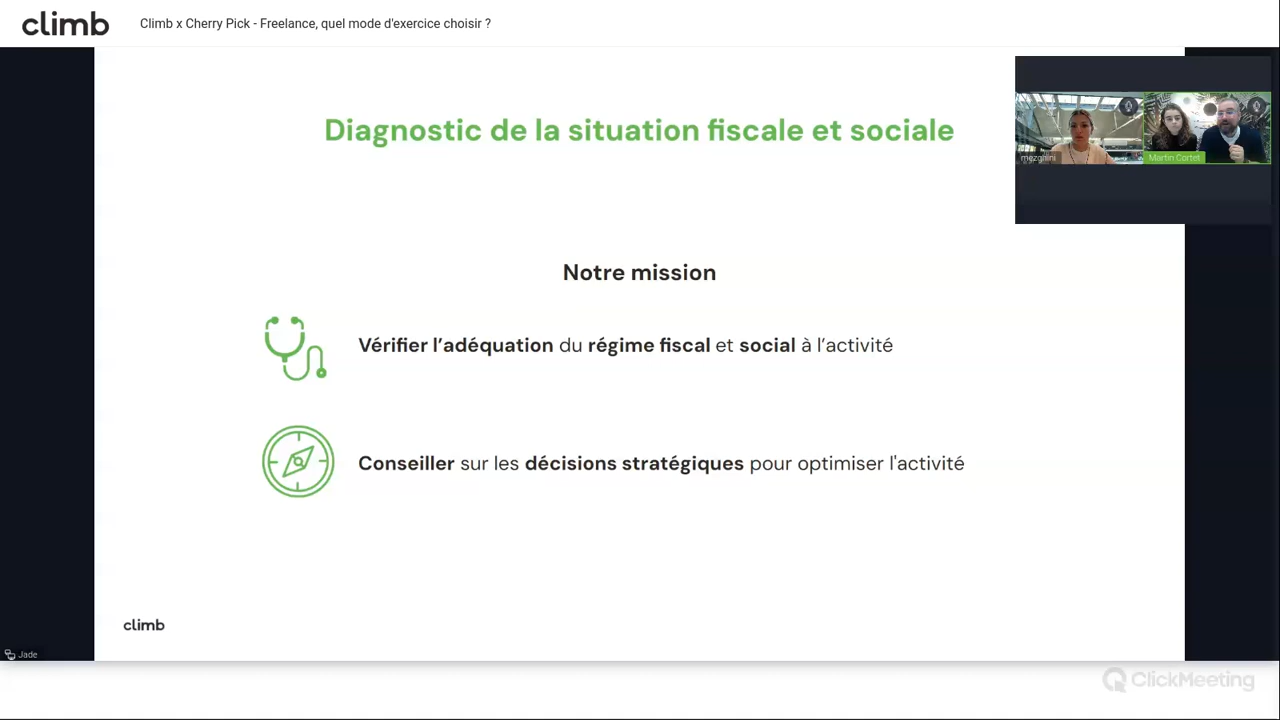 climb
Climb x Cherry Pick - Freelance, quel mode d'exercice choisir ?
Diagnostic de la situation fiscale et sociale
mezghini
Martin Cortet
Notre mission
Vérifier l’adéquation du régime fiscal et social à l’activité
Conseiller sur les décisions stratégiques pour optimiser l'activité
climb
Jade
ClickMeeting